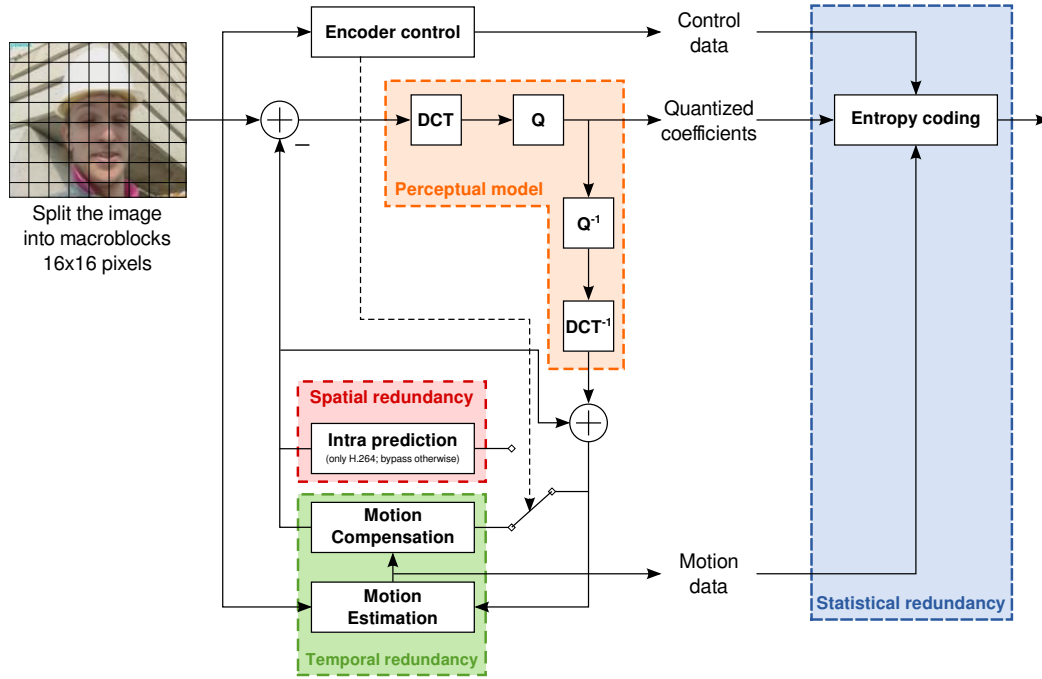 Encoder control
Control
data
DCT
Q
Quantized
coefficients
Entropy coding
–
Perceptual model
Split the image
into macroblocks
16x16 pixels
Q-1
DCT-1
Spatial redundancy
Intra prediction
(only H.264; bypass otherwise)
Motion
Compensation
Motion
data
Motion
Estimation
Statistical redundancy
Temporal redundancy